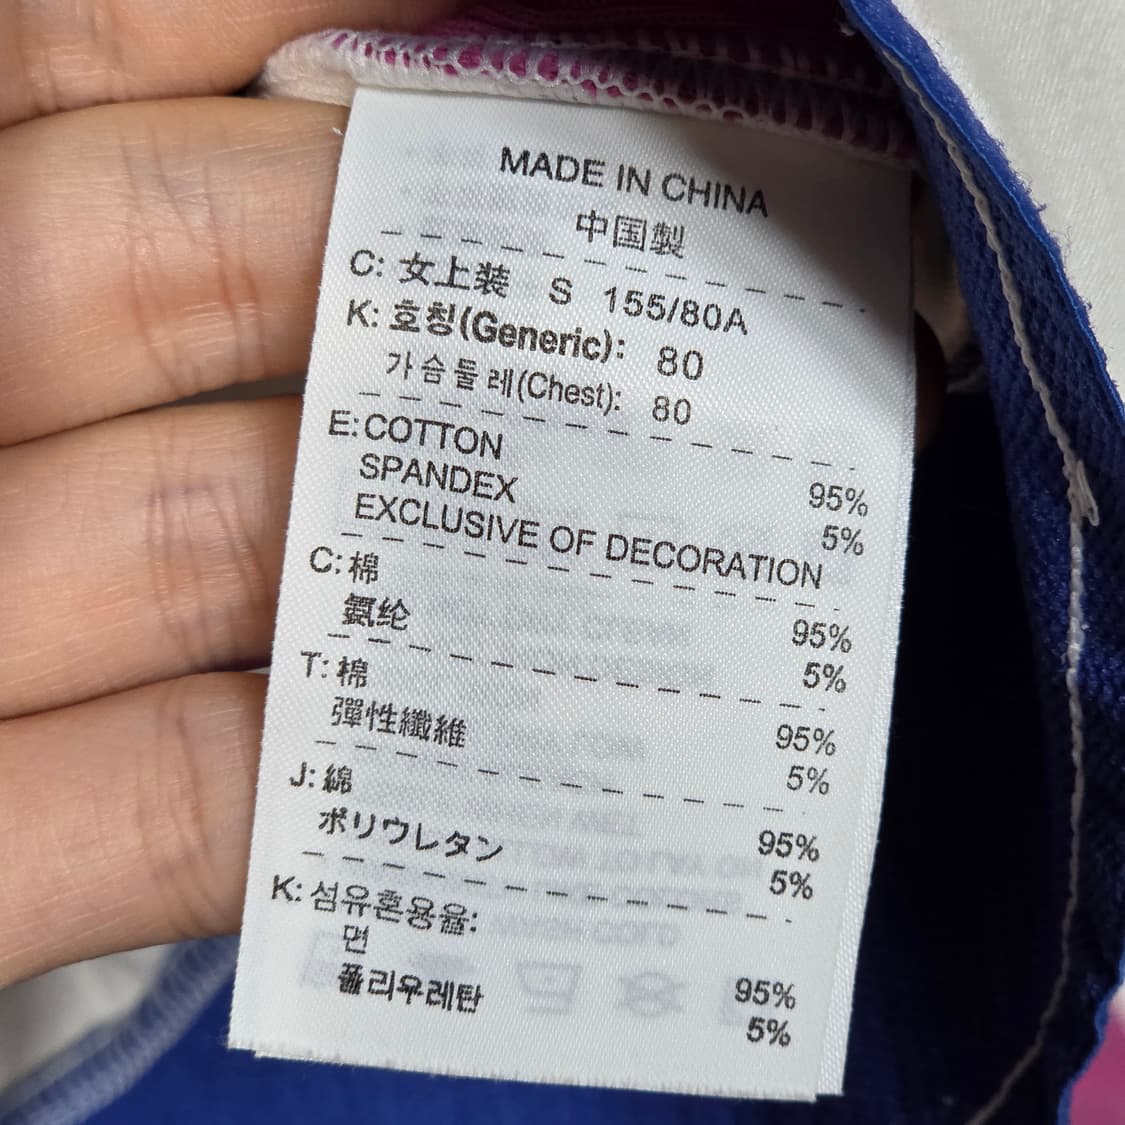 MADE IN CHINA
中国製
C: 女上装 S 155/80A
K: 호칭(Generic): 80
가슴둘레(Chest): 80
E: COTTON 95%
SPANDEX 5%
EXCLUSIVE OF DECORATION
C: 棉 95%
氨纶 5%
T: 棉 95%
彈性纖維 5%
J: 綿 95%
ポリウレタン 5%
K: 섬유혼용율:
면 95%
폴리우레탄 5%